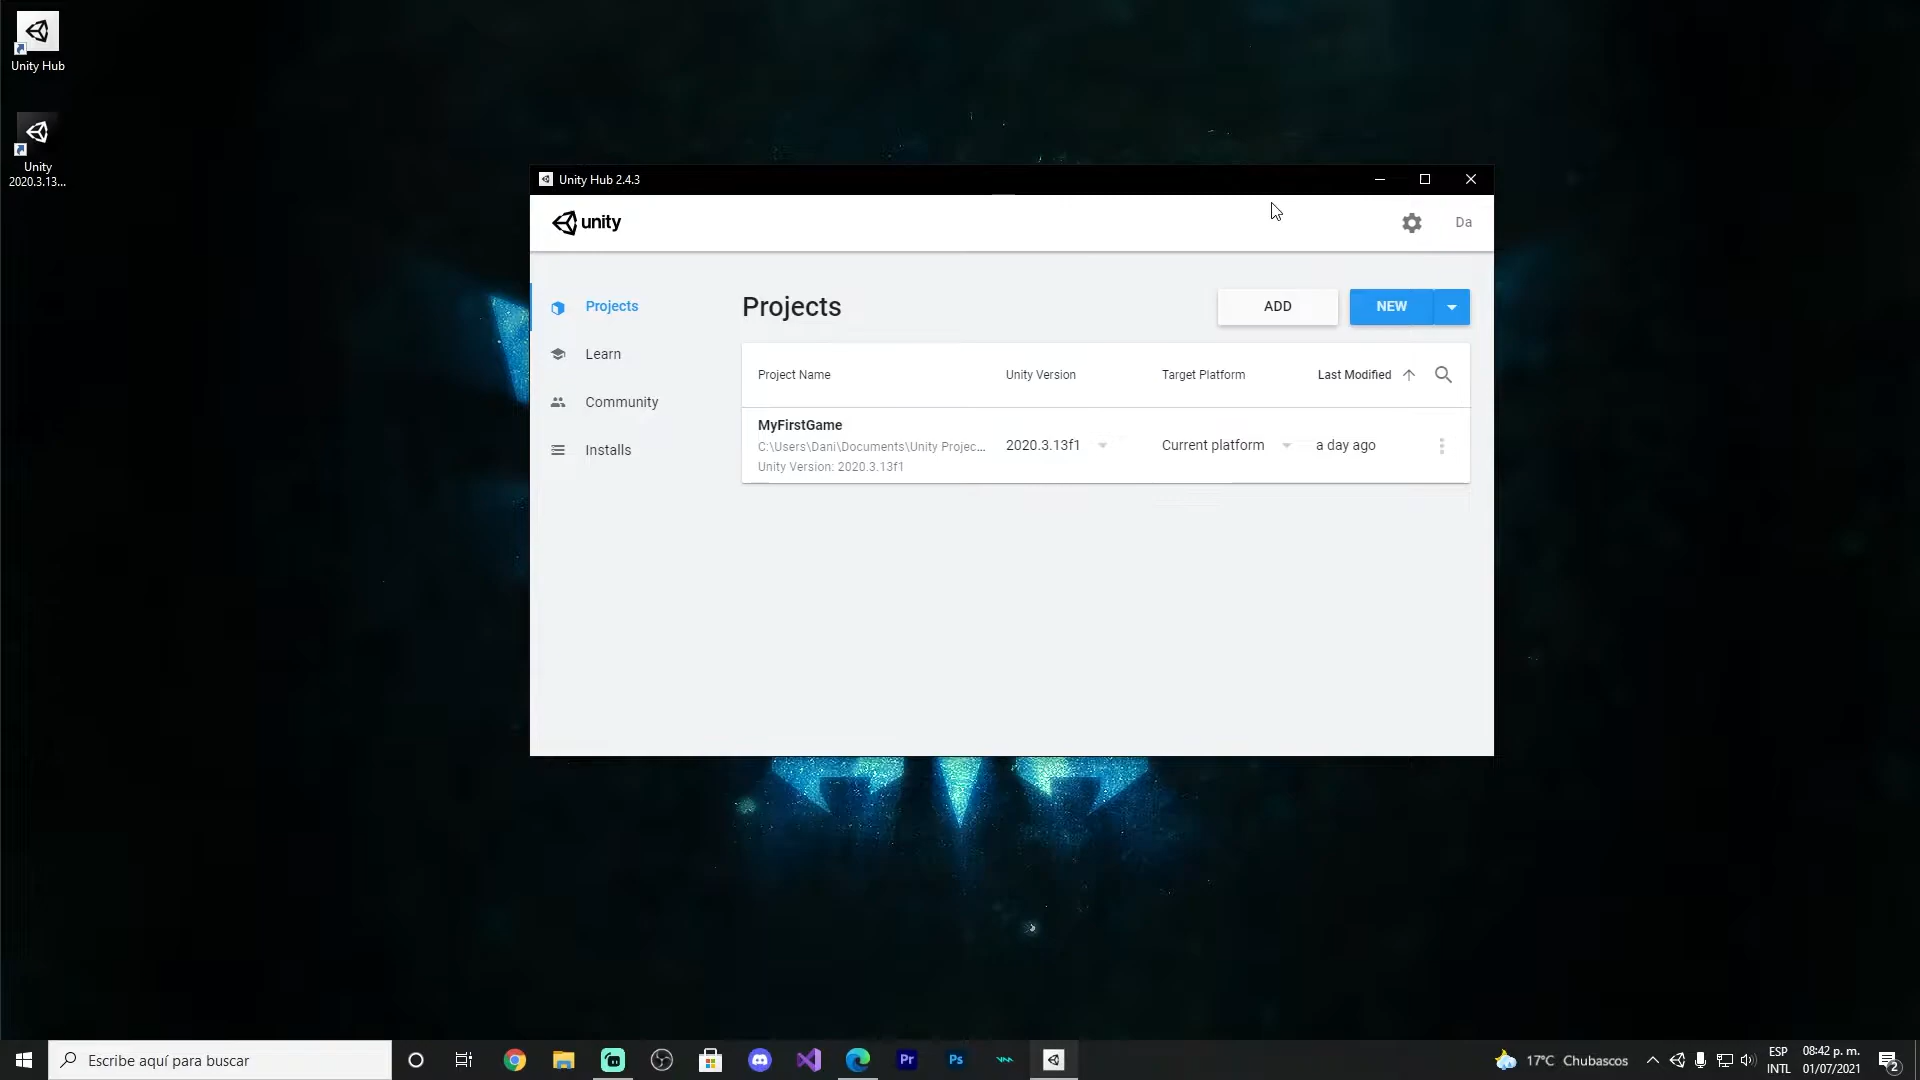 Unity Hub
Unity
2020.3.13...
Unity Hub 2.4.3
unity
Da
Projects
Learn
Community
Installs
Projects
ADD
NEW
Project Name
Unity Version
Target Platform
Last Modified
MyFirstGame
C:\Users\Dani\Documents\Unity Projec...
Unity Version: 2020.3.13f1
2020.3.13f1
Current platform
a day ago
Escribe aquí para buscar
Pr
Ps
17°C Chubascos
ESP
INTL
08:42 p. m.
01/07/2021
2